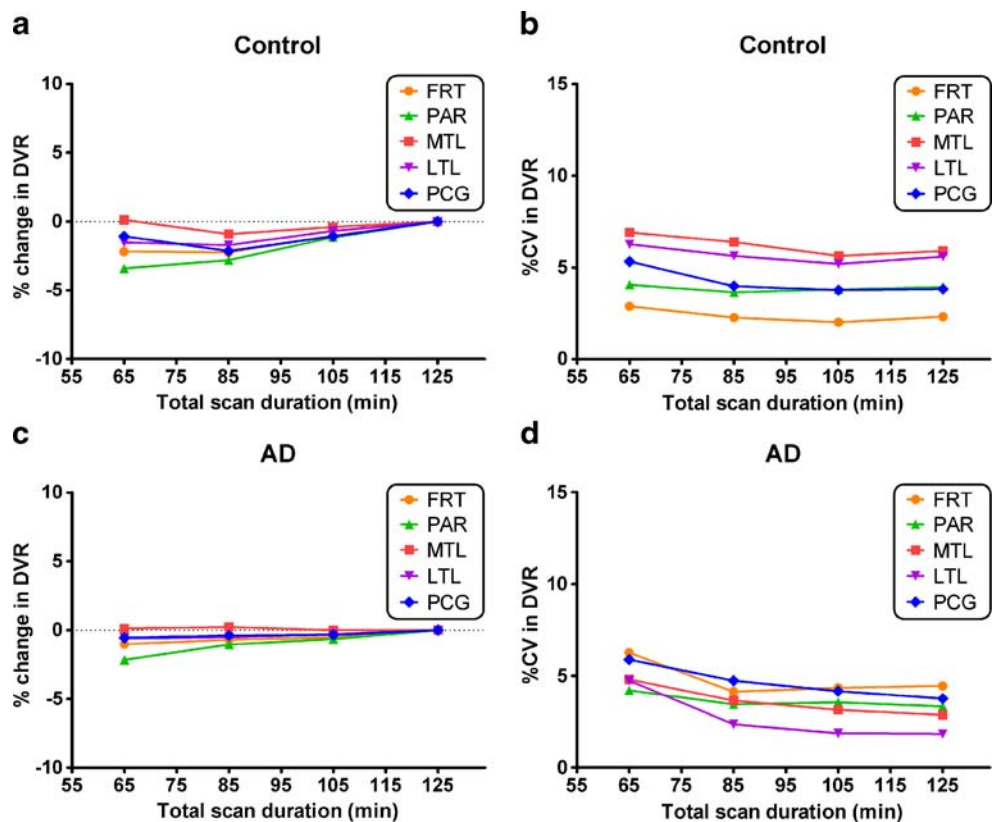 a
Control
10
5
0
-5
-10
% change in DVR
FRT
PAR
MTL
LTL
PCG
55 65 75 85 95 105 115 125
Total scan duration (min)
b
Control
15
10
5
0
%CV in DVR
FRT
PAR
MTL
LTL
PCG
55 65 75 85 95 105 115 125
Total scan duration (min)
c
AD
10
5
0
-5
-10
% change in DVR
FRT
PAR
MTL
LTL
PCG
55 65 75 85 95 105 115 125
Total scan duration (min)
d
AD
15
10
5
0
%CV in DVR
FRT
PAR
MTL
LTL
PCG
55 65 75 85 95 105 115 125
Total scan duration (min)